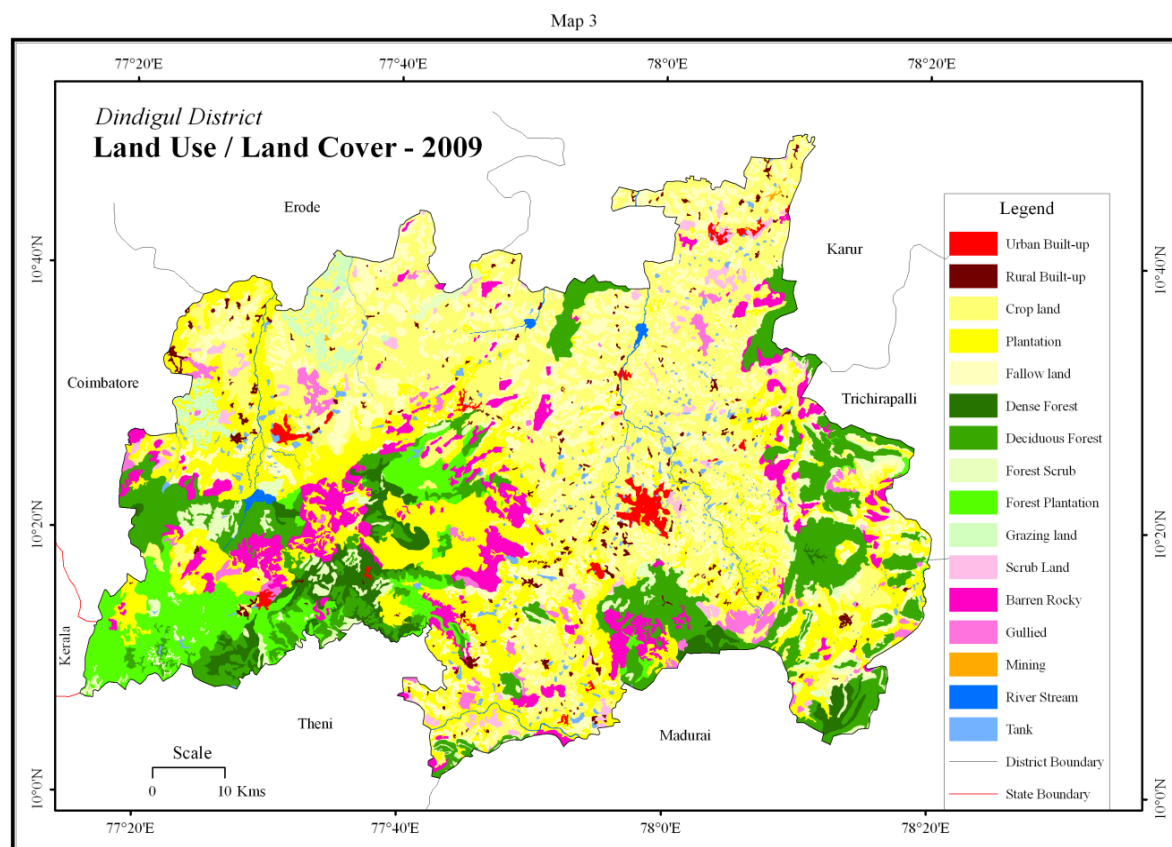 Map 3
77°20'E
77°40'E
78°0'E
78°20'E
Dindigul District
Land Use / Land Cover - 2009
Erode
Karur
Coimbatore
Trichirapalli
Kerala
Theni
Madurai
10°40'N
10°20'N
10°0'N
10°4'N
10°20'N
10°0'N
Legend
Urban Built-up
Rural Built-up
Crop land
Plantation
Fallow land
Dense Forest
Deciduous Forest
Forest Scrub
Forest Plantation
Grazing land
Scrub Land
Barren Rocky
Gullied
Mining
River Stream
Tank
District Boundary
State Boundary
Scale
0 10 Kms
77°20'E
77°40'E
78°0'E
78°20'E